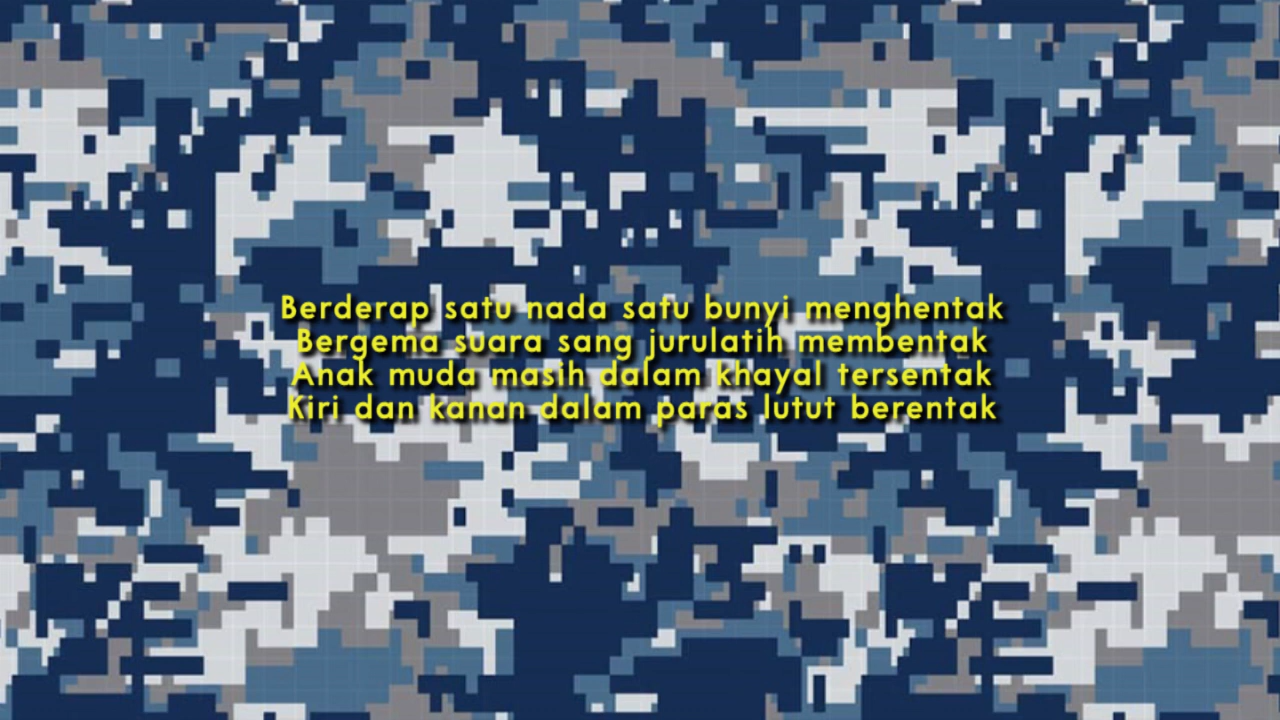 Berderap satu nada satu bunyi menghentak
Bergema suara sang jurulatih membentak
Anak muda masih dalam khayal tersentak
Kiri dan kanan dalam paras lutut berentak